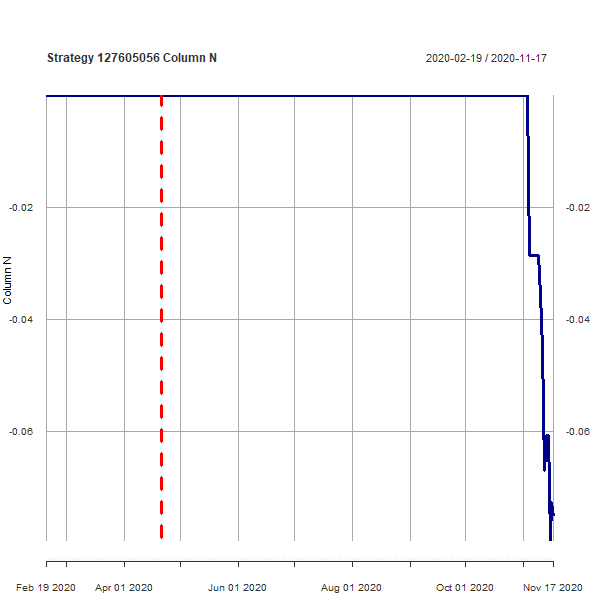 Strategy 127605056 Column N
2020-02-19 / 2020-11-17
-0.02
-0.02
Column N
-0.04
-0.04
-0.06
-0.06
Feb 19 2020
Apr 01 2020
Jun 01 2020
Aug 01 2020
Oct 01 2020
Nov 17 2020